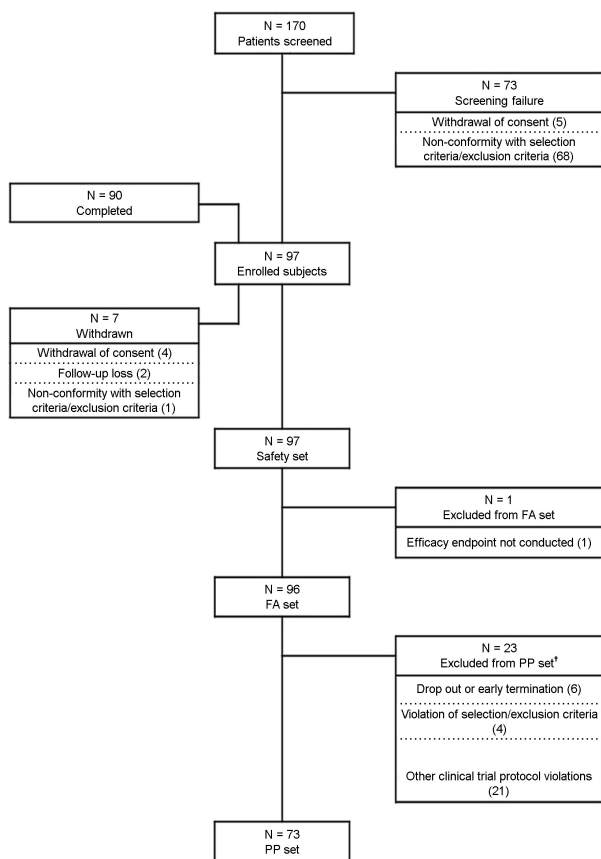 N = 170
Patients screened
N = 73
Screening failure
Withdrawal of consent (5)
Non-conformity with selection
criteria/exclusion criteria (68)
N = 90
Completed
N = 97
Enrolled subjects
N = 7
Withdrawn
Withdrawal of consent (4)
Follow-up loss (2)
Non-conformity with selection
criteria/exclusion criteria (1)
N = 97
Safety set
N = 1
Excluded from FA set
Efficacy endpoint not conducted (1)
N = 96
FA set
N = 23
Excluded from PP set†
Drop out or early termination (6)
Violation of selection/exclusion criteria
(4)
Other clinical trial protocol violations
(21)
N = 73
PP set